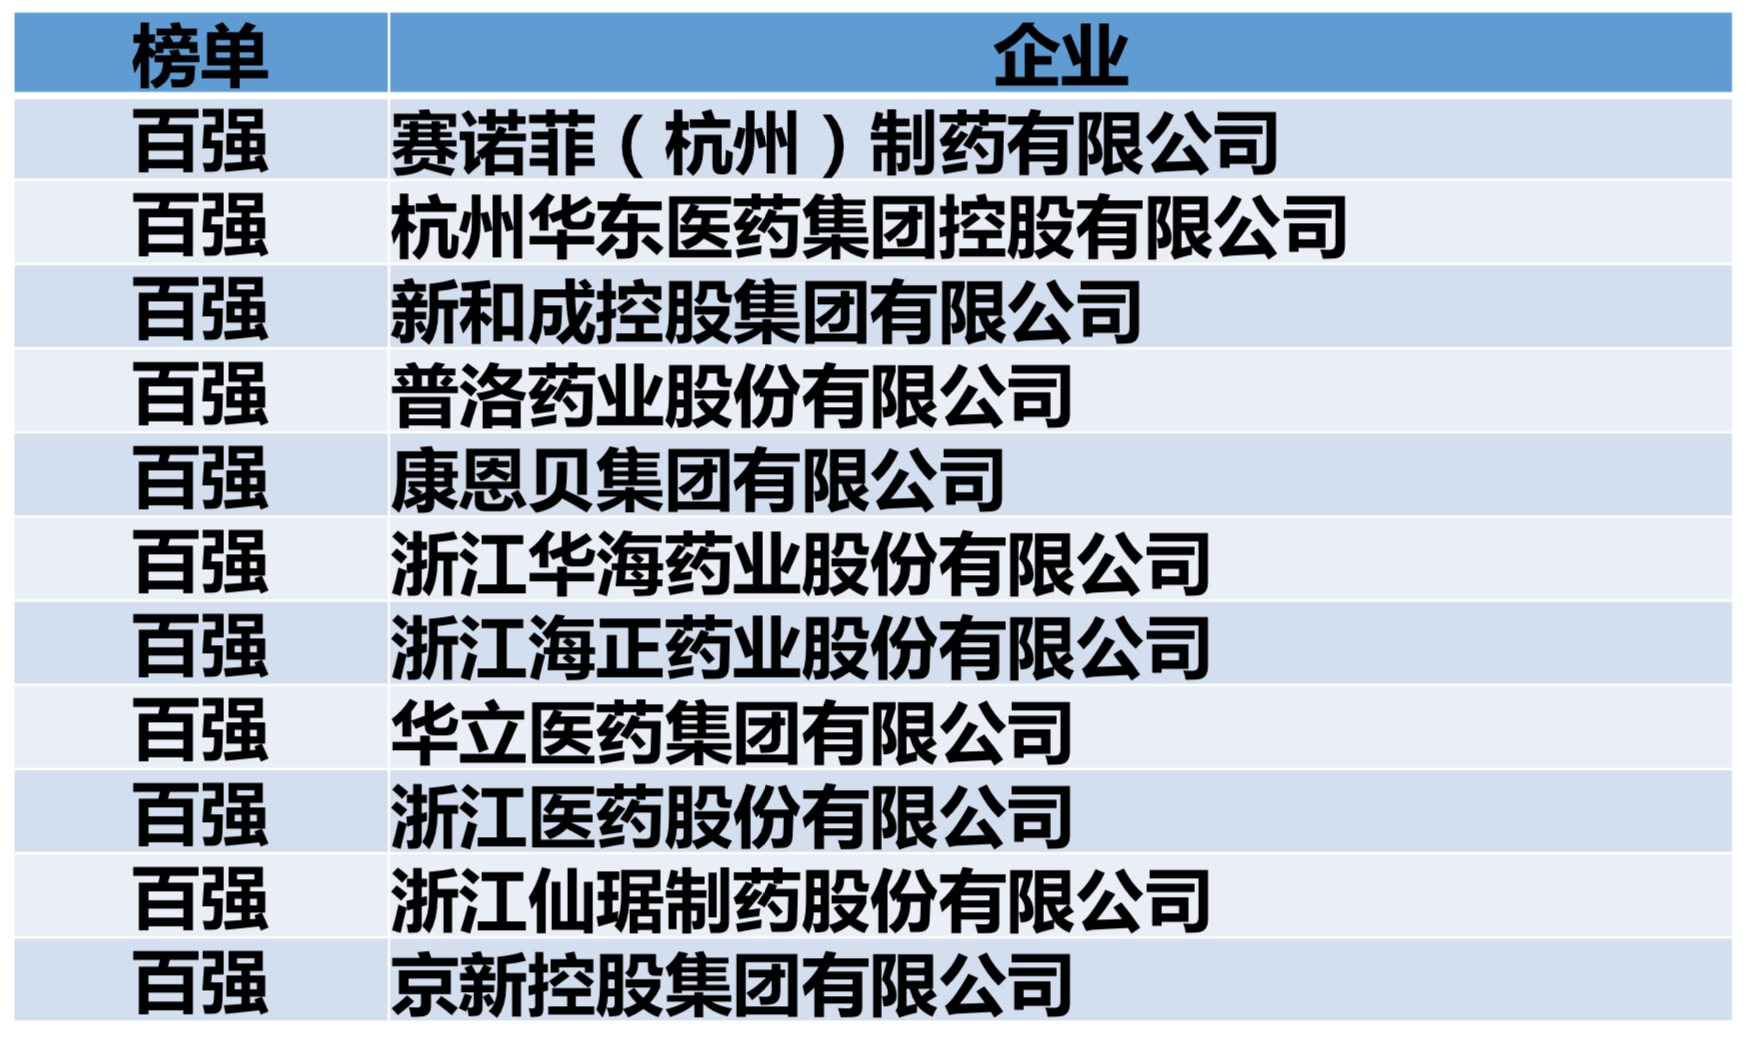 榜单 企业
百强 赛诺菲（杭州）制药有限公司
百强 杭州华东医药集团控股有限公司
百强 新和成控股集团有限公司
百强 普洛药业股份有限公司
百强 康恩贝集团有限公司
百强 浙江华海药业股份有限公司
百强 浙江海正药业股份有限公司
百强 华立医药集团有限公司
百强 浙江医药股份有限公司
百强 浙江仙琚制药股份有限公司
百强 京新控股集团有限公司